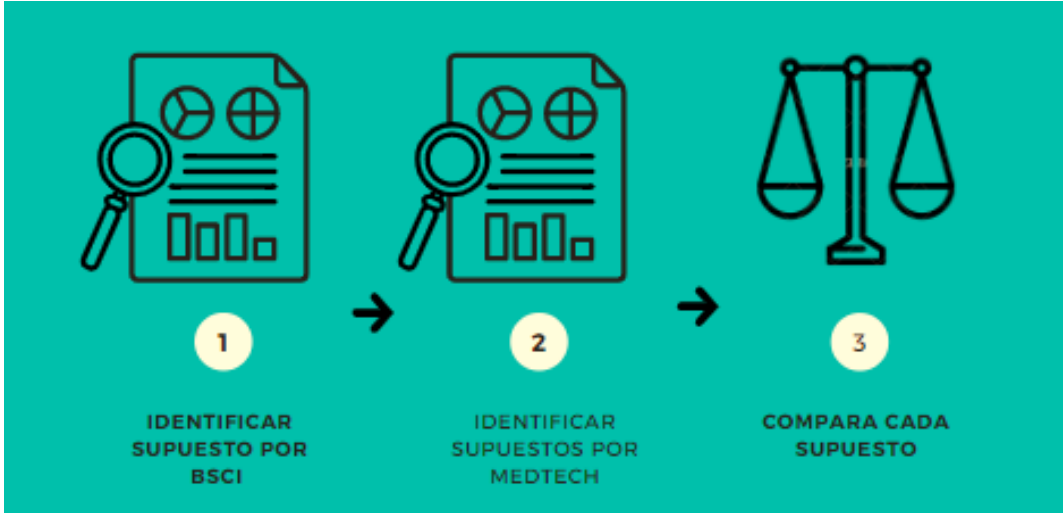 1
IDENTIFICAR
SUPUESTO POR
BSCI
2
IDENTIFICAR
SUPUESTOS POR
MEDTECH
3
COMPARA CADA
SUPUESTO